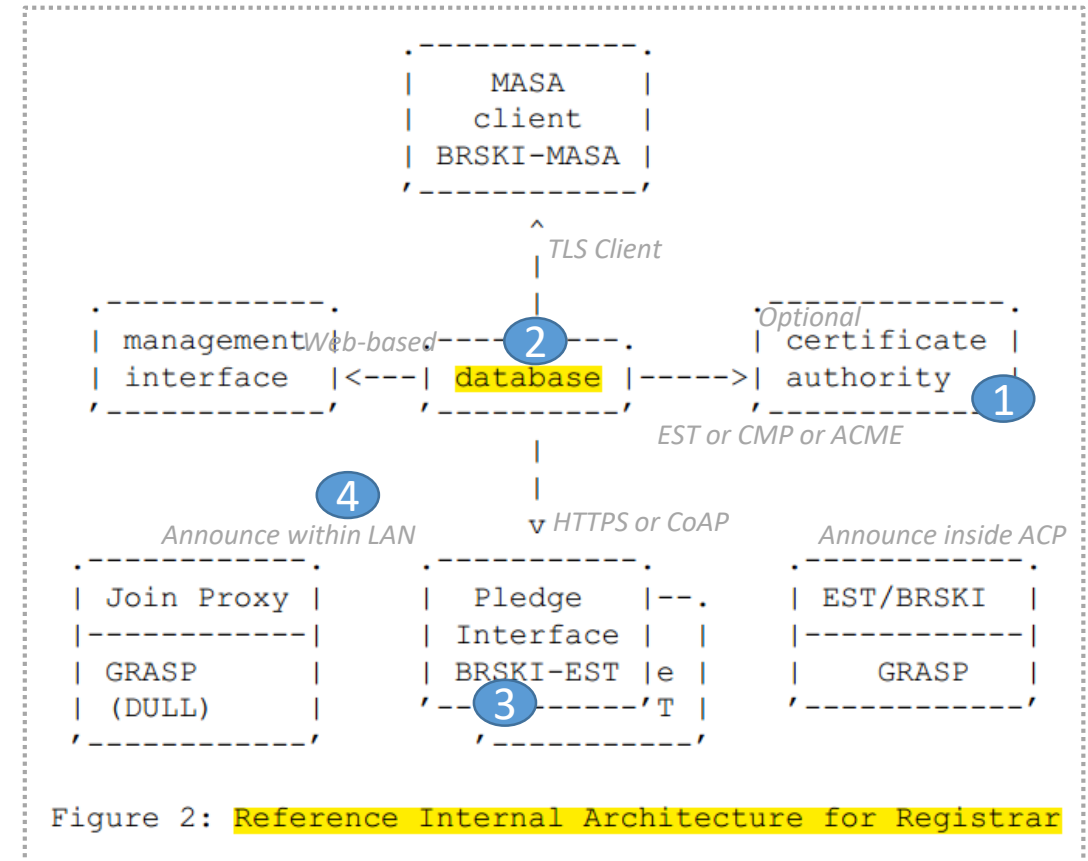 .------------.
|    MASA    |
|   client   |
| BRSKI-MASA |
'------------'
^
TLS Client
|
|
.------------.   .------------.
Optional
| management |   Web-based   .----2----.   | certificate |
| interface  |<---| database |----->| authority   |
'------------'   '----------'   '------------' 1
EST or CMP or ACME
|
|
4
v HTTPS or CoAP
Announce within LAN   Announce inside ACP
.------------.   .------------.   .------------.
| Join Proxy |   |   Pledge   |--.   | EST/BRSKI  |
|------------|   | Interface  |  |   |------------|
| GRASP      |   | BRSKI-EST  |e |   |      GRASP |
| (DULL)     |   '--3---------'T |   '------------'
'------------'   '-----------'
Figure 2: Reference Internal Architecture for Registrar